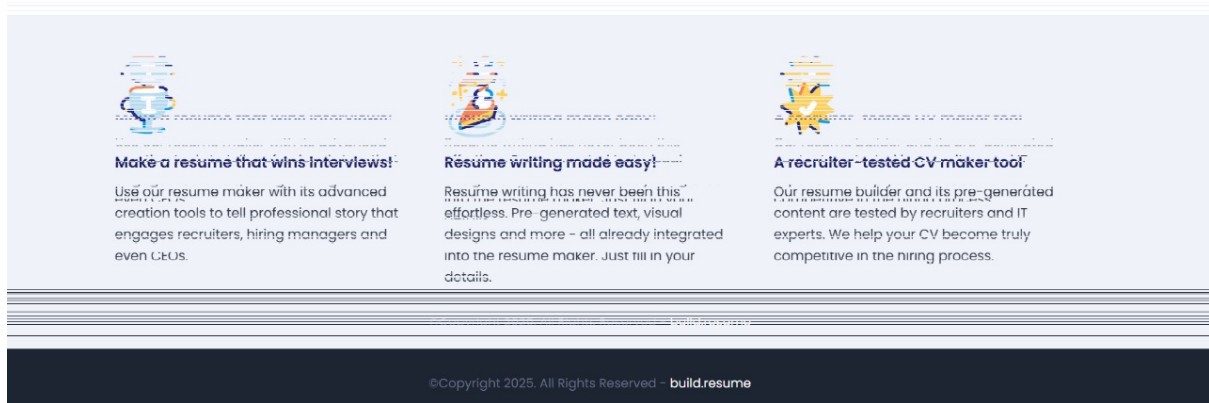 Make a resume that wins interviews!
Use our resume maker with its advanced
creation tools to tell professional story that
engages recruiters, hiring managers and
even CEOs.
Resume writing made easy!
Resume writing has never been this
effortless. Pre-generated text, visual
designs and more - all already integrated
into the resume maker. Just fill in your
details.
A recruiter-tested CV maker tool
Our resume builder and its pre-generated
content are tested by recruiters and IT
experts. We help your CV become truly
competitive in the hiring process.
©Copyright 2025. All Rights Reserved - build.resume